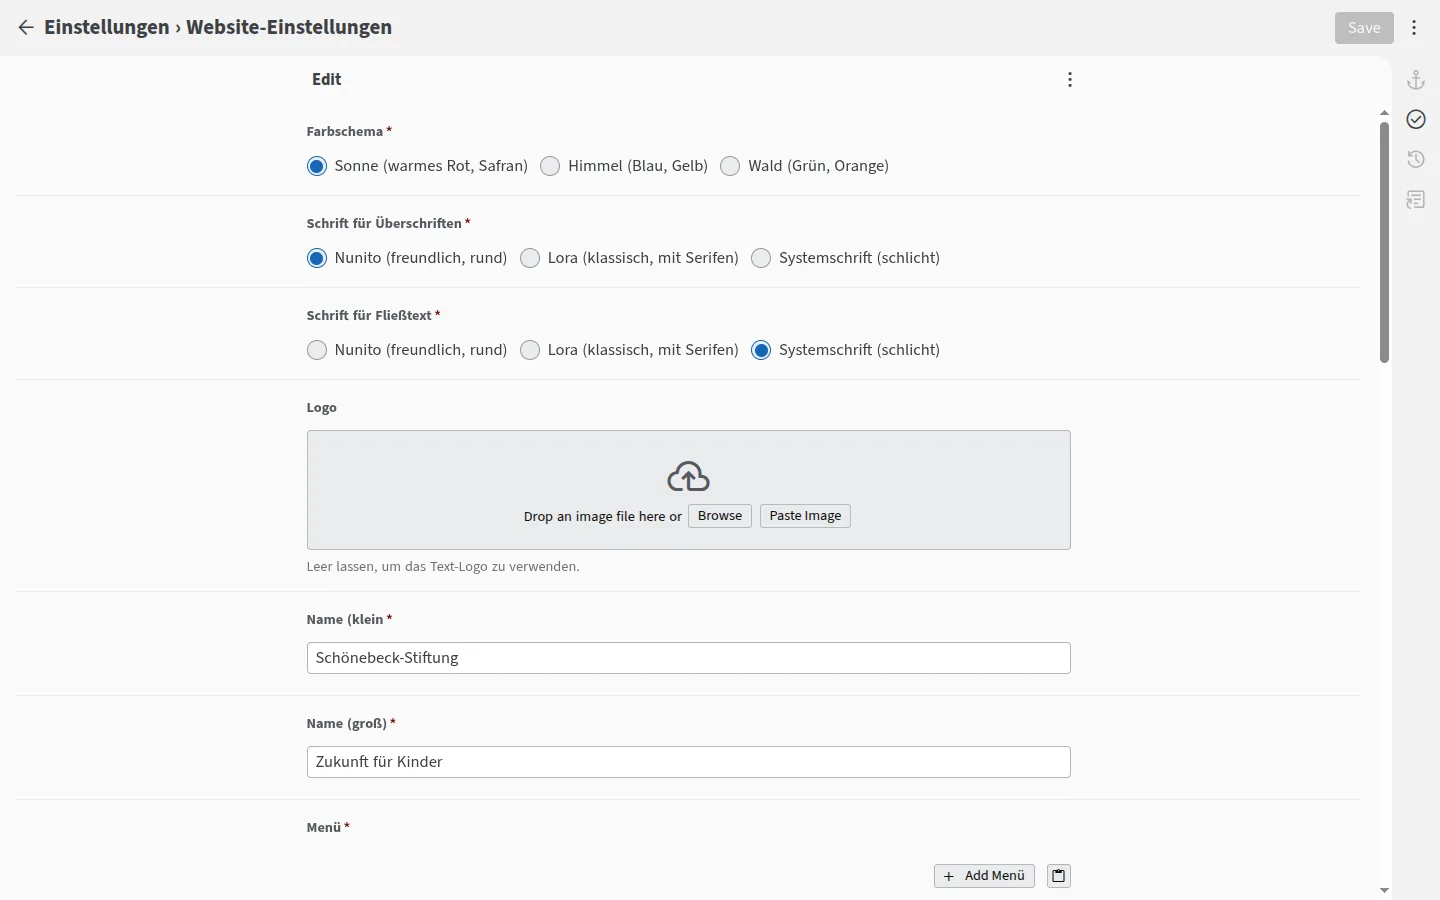 Einstellungen › Website-Einstellungen
Save
Edit
Farbschema *
Sonne (warmes Rot, Safran) Himmel (Blau, Gelb) Wald (Grün, Orange)
Schrift für Überschriften *
Nunito (freundlich, rund) Lora (klassisch, mit Serifen) Systemschrift (schlicht)
Schrift für Fließtext *
Nunito (freundlich, rund) Lora (klassisch, mit Serifen) Systemschrift (schlicht)
Logo
Drop an image file here or Browse Paste Image
Leer lassen, um das Text-Logo zu verwenden.
Name (klein *
Schönebeck-Stiftung
Name (groß) *
Zukunft für Kinder
Menü *
+ Add Menü